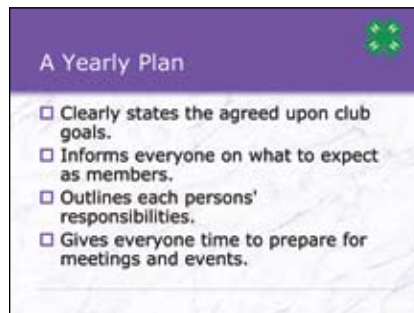 A Yearly Plan
Clearly states the agreed upon club
goals.
Informs everyone on what to expect
as members.
Outlines each persons'
responsibilities.
Gives everyone time to prepare for
meetings and events.